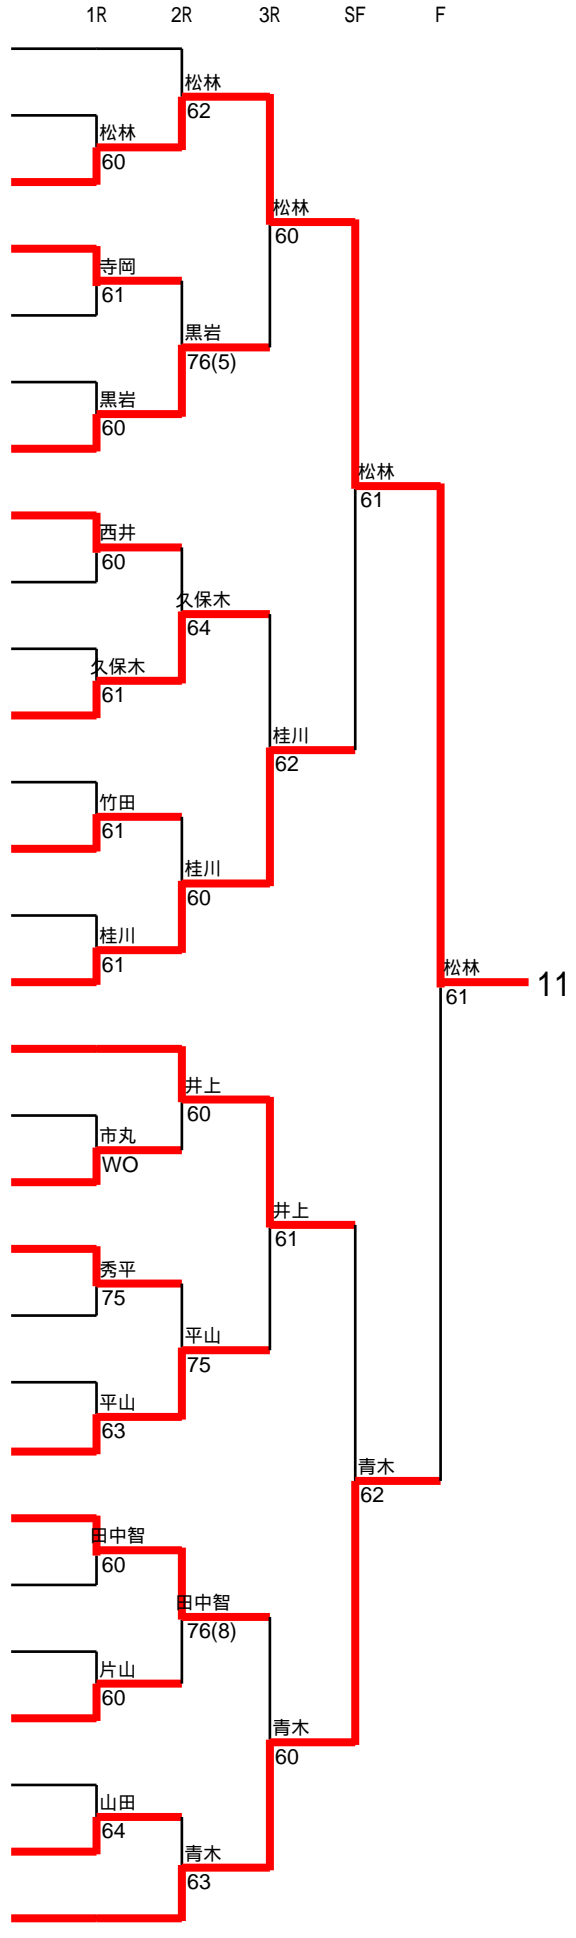 1R 2R 3R SF F
松林
62
松林
60
松林
60
寺岡
61
黒岩
76(5)
黒岩
60
松林
61
西井
60
久保木
64
久保木
61
桂川
62
竹田
61
桂川
60
桂川
61
松林
61
11
井上
60
市丸
WO
井上
61
秀平
75
平山
75
平山
63
青木
62
田中智
60
田中智
76(8)
片山
60
青木
60
山田
64
青木
63